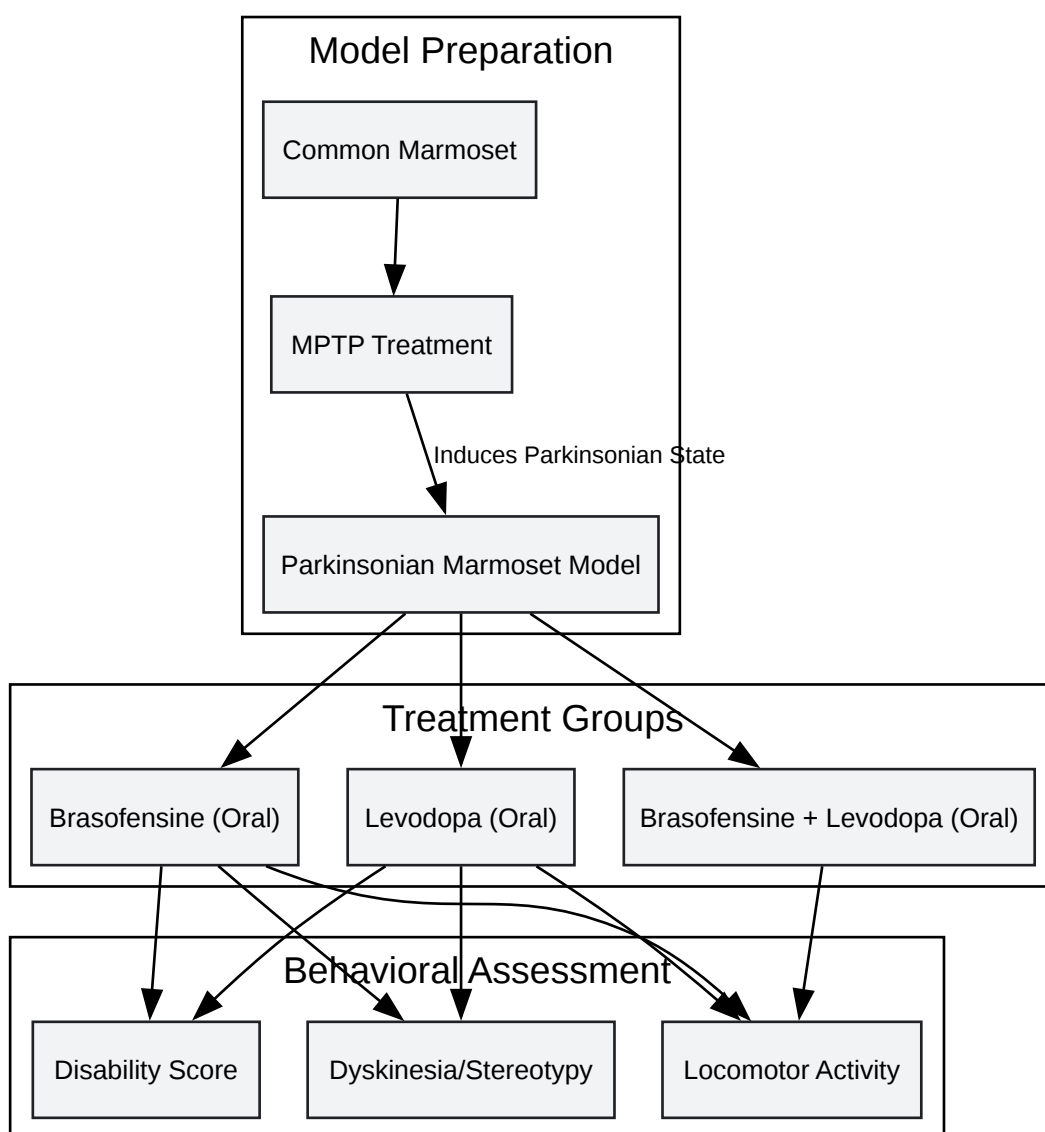 Model Preparation
Common Marmoset
MPTP Treatment
Induces Parkinsonian State
Parkinsonian Marmoset Model
Treatment Groups
Brasofensine (Oral)
Levodopa (Oral)
Brasofensine + Levodopa (Oral)
Behavioral Assessment
Disability Score
Dyskinesia/Stereotypy
Locomotor Activity